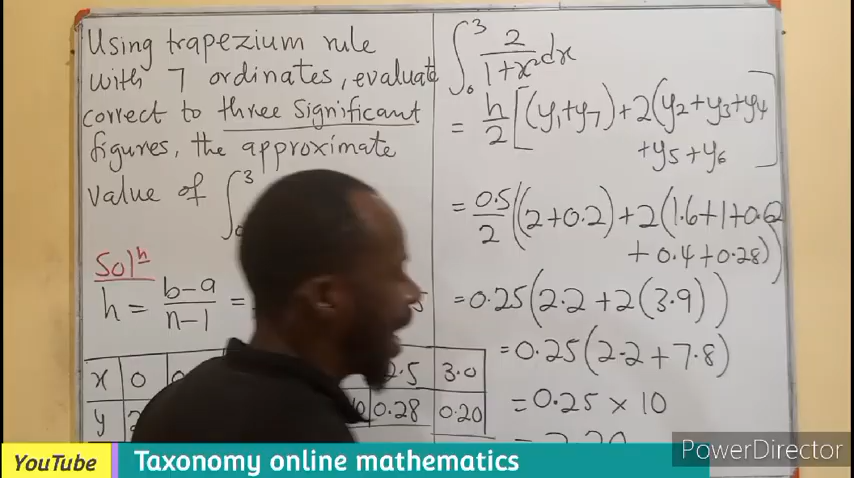 Using trapezium rule
with 7 ordinates, evaluate
correct to three Significant
figures, the approximate
value of ∫₀³
Solⁿ
h = b-a / n-1 =
x 0 2.5 3.0
y 0.28 0.20
∫₀³ 2/(1+x²) dx
= h/2 [(y₁+y₇)+2(y₂+y₃+y₄
+y₅+y₆]
= 0.5/2 ((2+0.2)+2(1.6+1+0.62
+0.4+0.28))
=0.25(2.2+2(3.9))
=0.25(2.2+7.8)
=0.25×10
PowerDirector
YouTube Taxonomy online mathematics